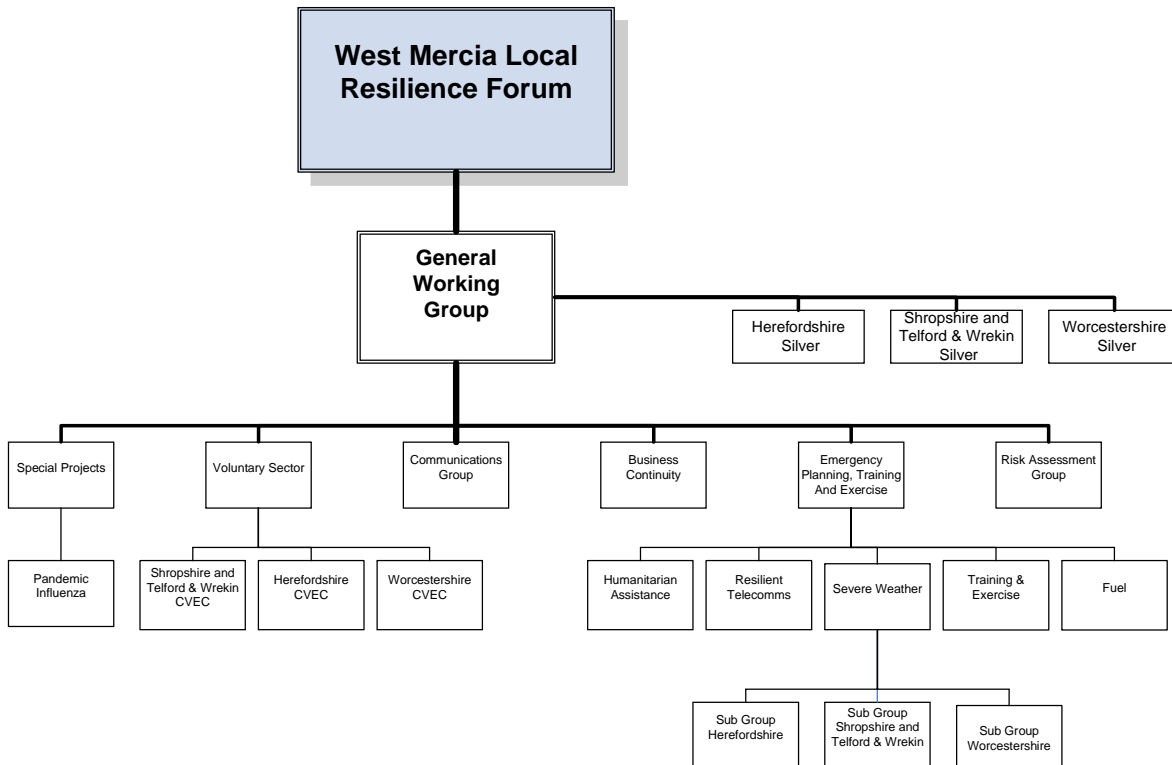 West Mercia Local
Resilience Forum
General
Working
Group
Herefordshire
Silver
Shropshire and
Telford & Wrekin
Silver
Worcestershire
Silver
Special Projects
Voluntary Sector
Communications
Group
Business
Continuity
Emergency
Planning, Training
And Exercise
Risk Assessment
Group
Pandemic
Influenza
Shropshire and
Telford & Wrekin
CVEC
Herefordshire
CVEC
Worcestershire
CVEC
Humanitarian
Assistance
Resilient
Telecomms
Severe Weather
Training &
Exercise
Fuel
Sub Group
Herefordshire
Sub Group
Shropshire and
Telford & Wrekin
Sub Group
Worcestershire